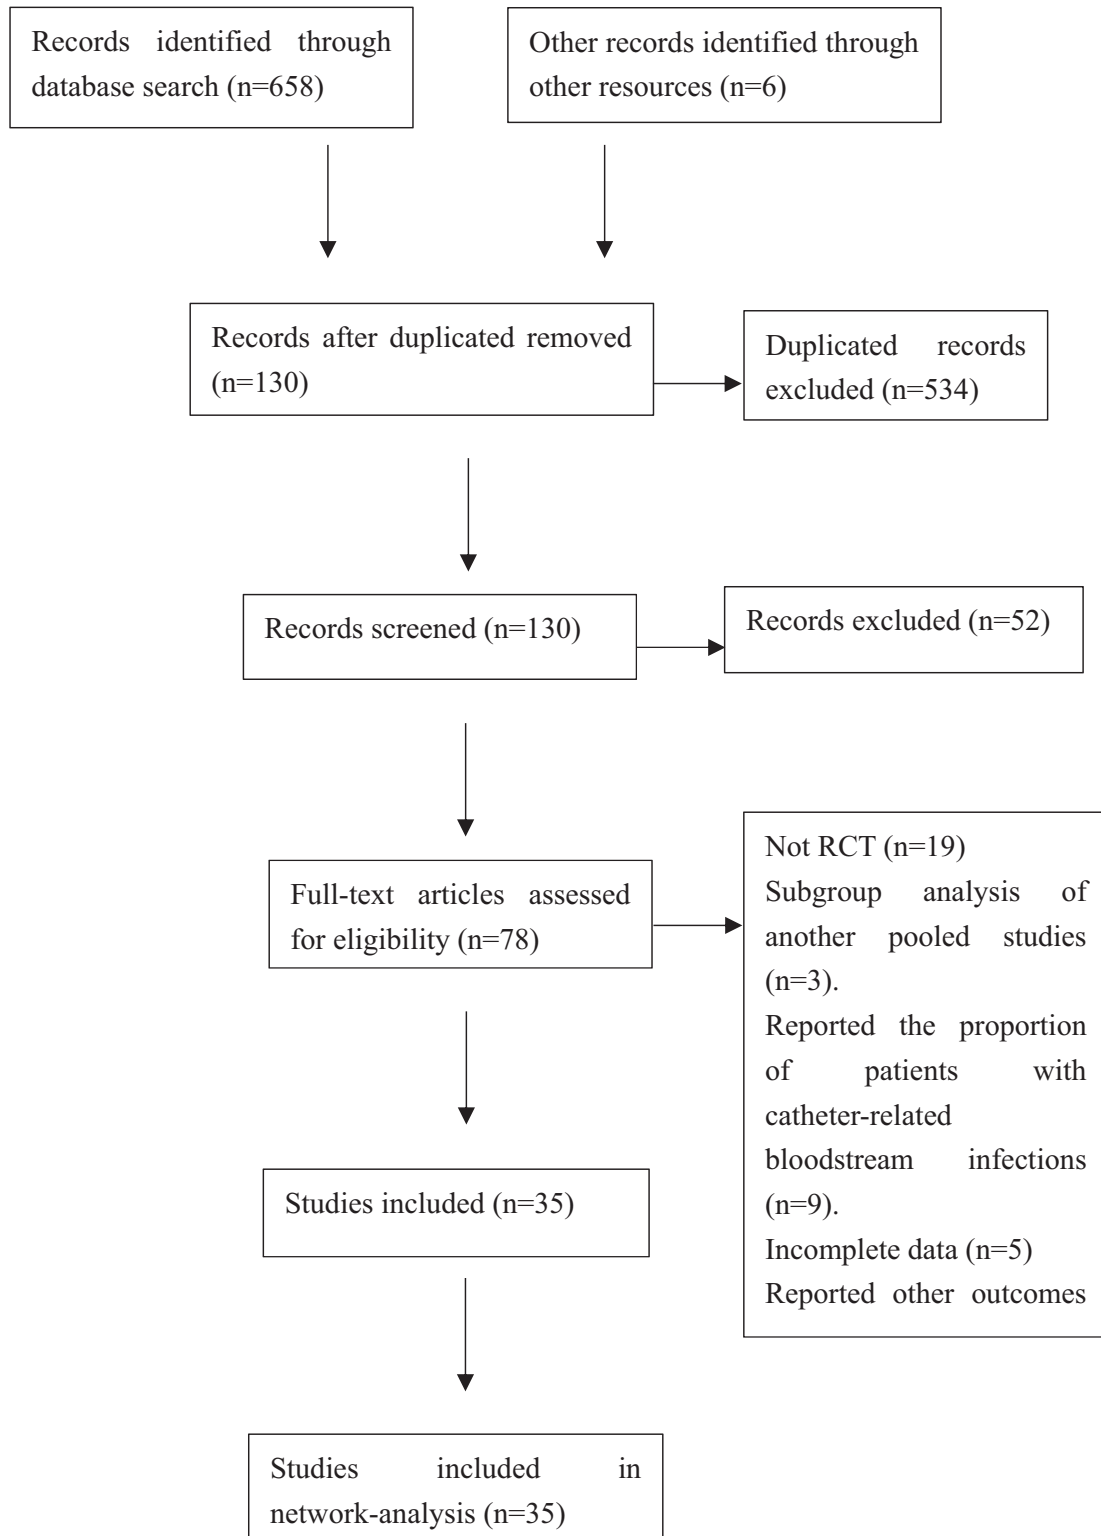 Records identified through
database search (n=658)
Other records identified through
other resources (n=6)
Records after duplicated removed
(n=130)
Duplicated records
excluded (n=534)
Records screened (n=130)
Records excluded (n=52)
Full-text articles assessed
for eligibility (n=78)
Not RCT (n=19)
Subgroup analysis of
another pooled studies
(n=3).
Reported the proportion
of patients with
catheter-related
bloodstream infections
(n=9).
Incomplete data (n=5)
Reported other outcomes
Studies included (n=35)
Studies included in
network-analysis (n=35)